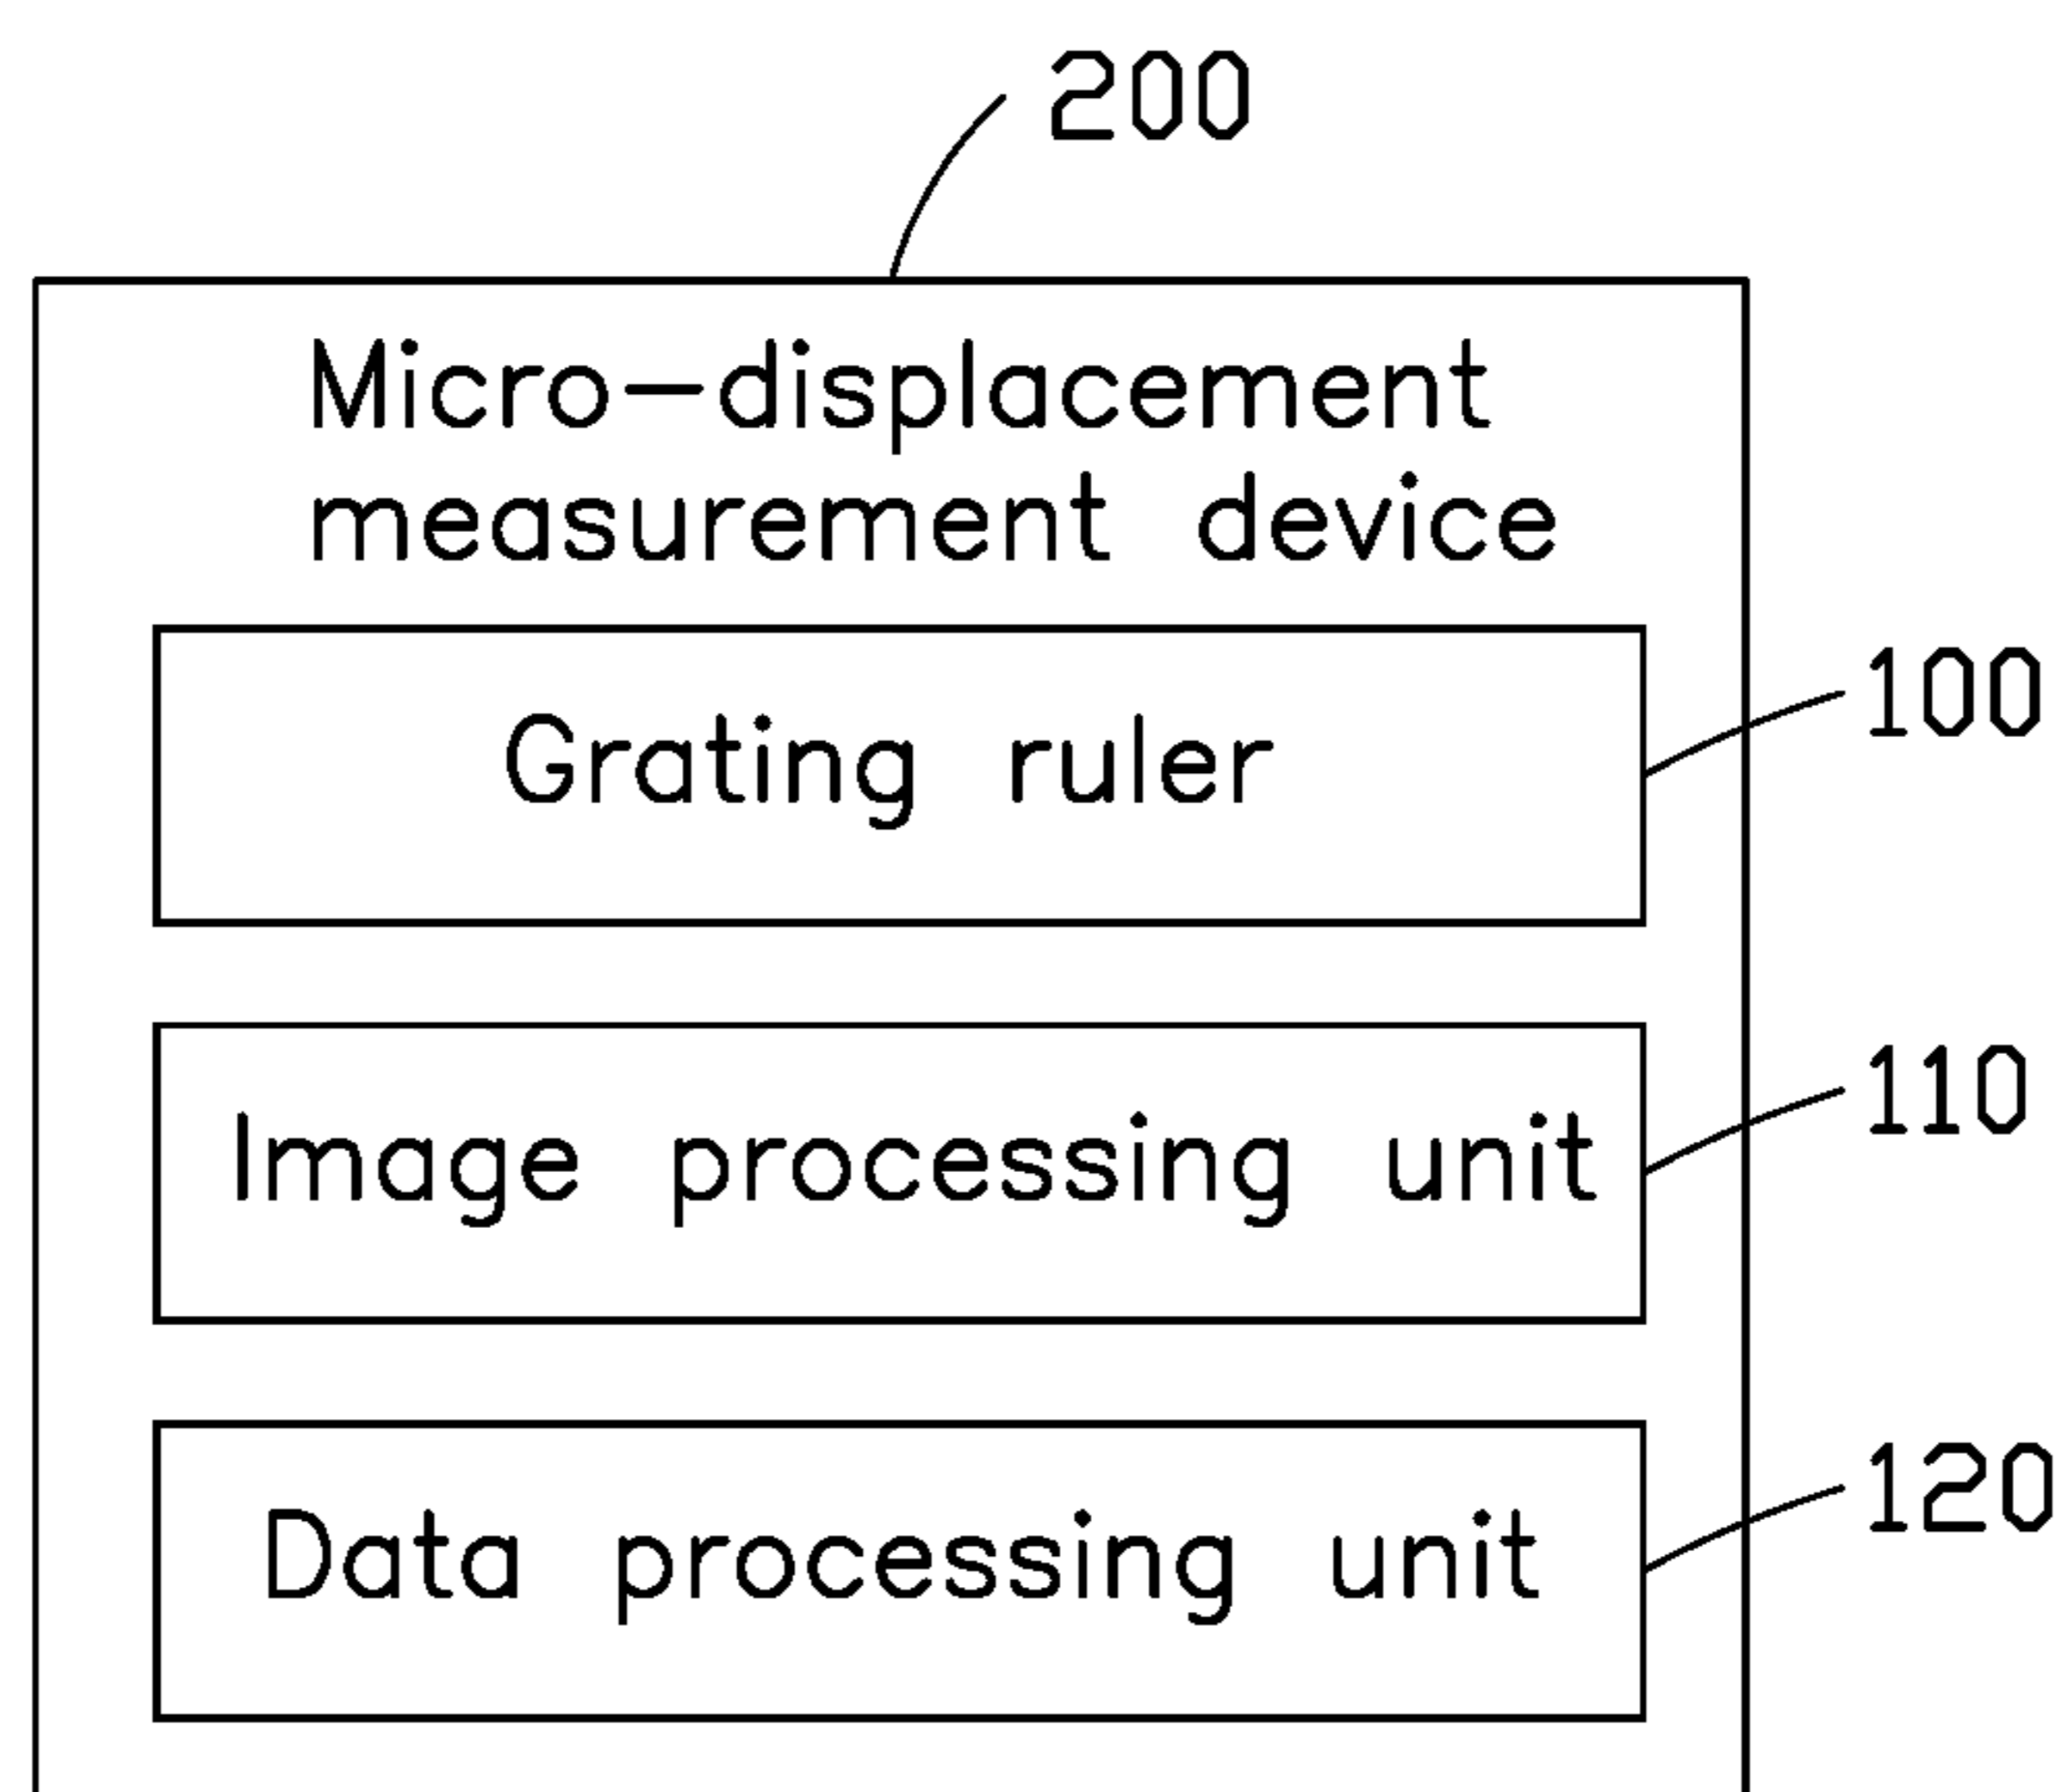 200
Micro-displacement
measurement device
Grating ruler
100
Image processing unit
110
Data processing unit
120